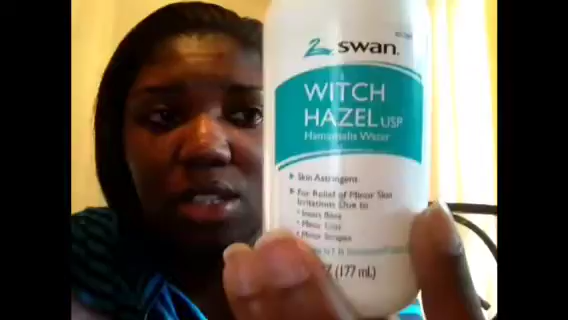 swan.
WITCH
HAZEL USP
Hamamelis Water
Skin Astringent
For Relief of Minor Skin
Irritations Due to
• Insect Bites
• Minor Cuts
• Minor Scrapes
(177 mL)